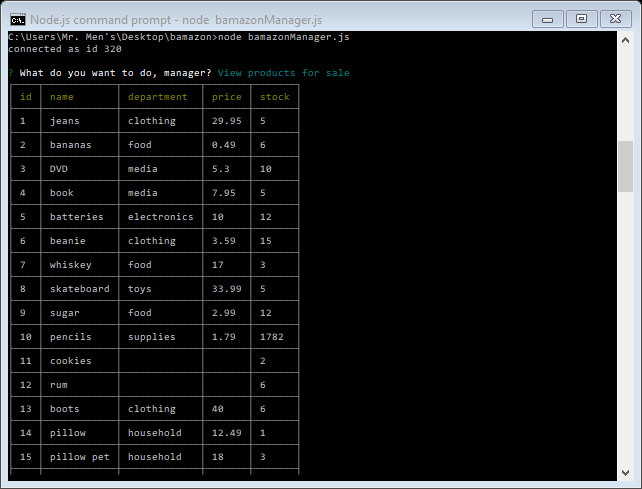 Node.js command prompt - node  bamazonManager.js
C:\Users\Mr. Men's\Desktop\bamazon>node bamazonManager.js
connected as id 320
? What do you want to do, manager? View products for sale
id name department price stock
1 jeans clothing 29.95 5
2 bananas food 0.49 6
3 DVD media 5.3 10
4 book media 7.95 5
5 batteries electronics 10 12
6 beanie clothing 3.59 15
7 whiskey food 17 3
8 skateboard toys 33.99 5
9 sugar food 2.99 12
10 pencils supplies 1.79 1782
11 cookies 2
12 rum 6
13 boots clothing 40 6
14 pillow household 12.49 1
15 pillow pet household 18 3